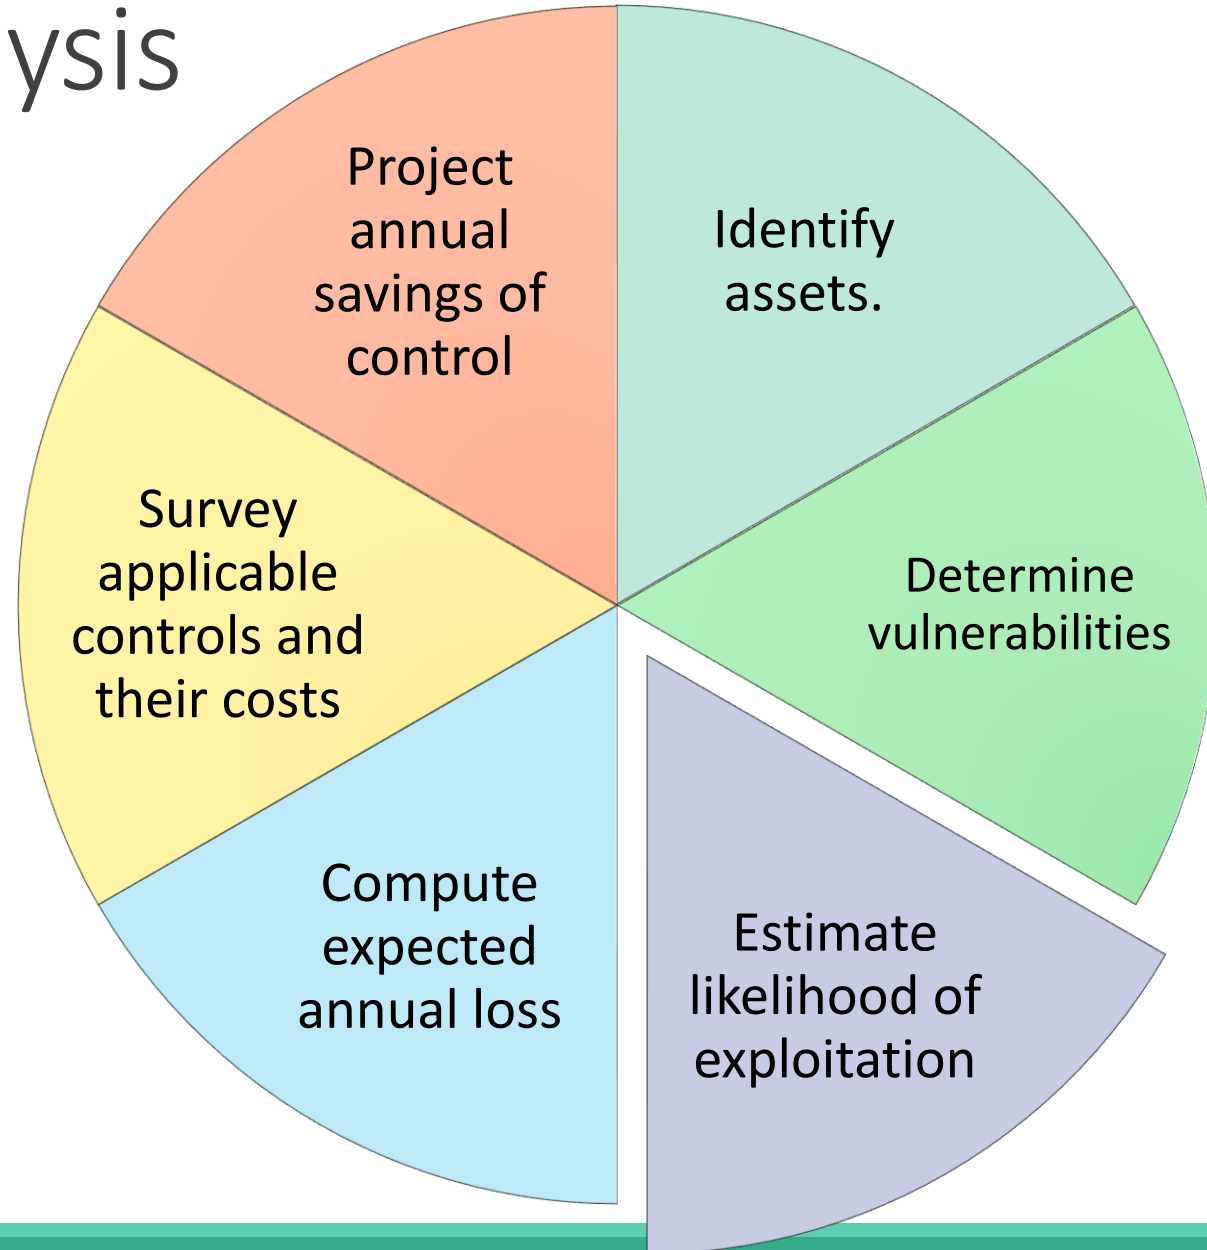 ysis
Identify
assets.
Determine
vulnerabilities
Estimate
likelihood of
exploitation
Compute
expected
annual loss
Survey
applicable
controls and
their costs
Project
annual
savings of
control